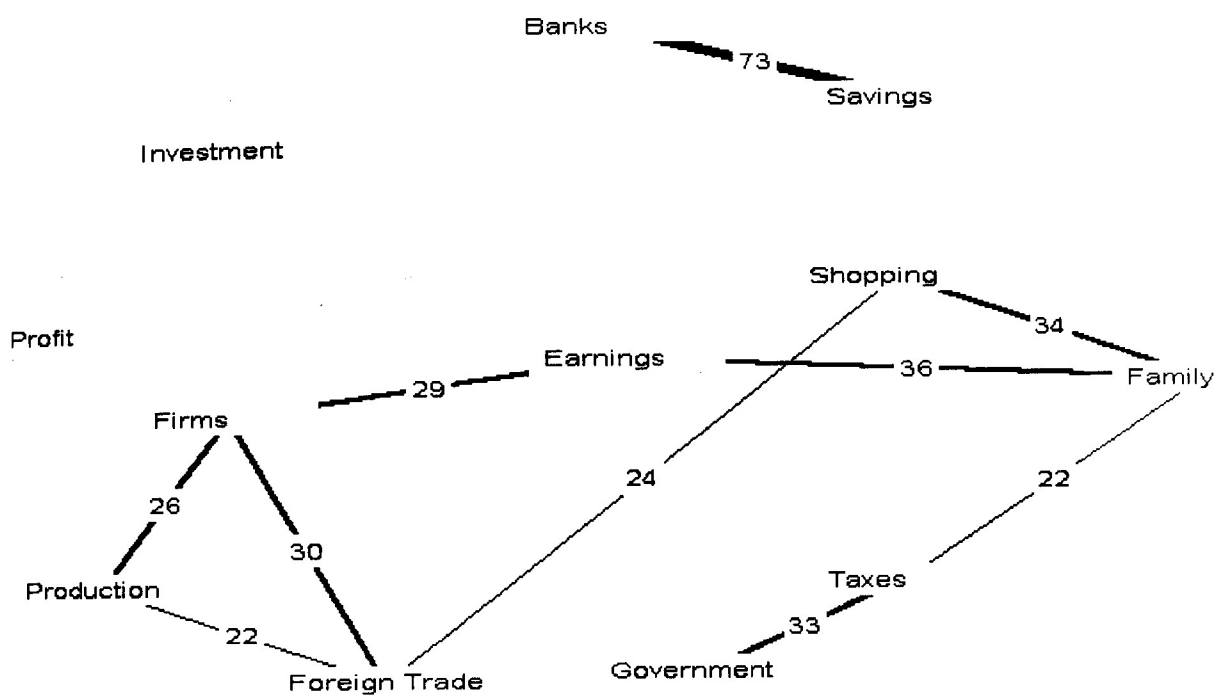 Banks
73
Savings
Investment
Shopping
34
Profit
Earnings
36
Family
29
Firms
24
22
26
30
Production
Taxes
22
33
Government
Foreign Trade